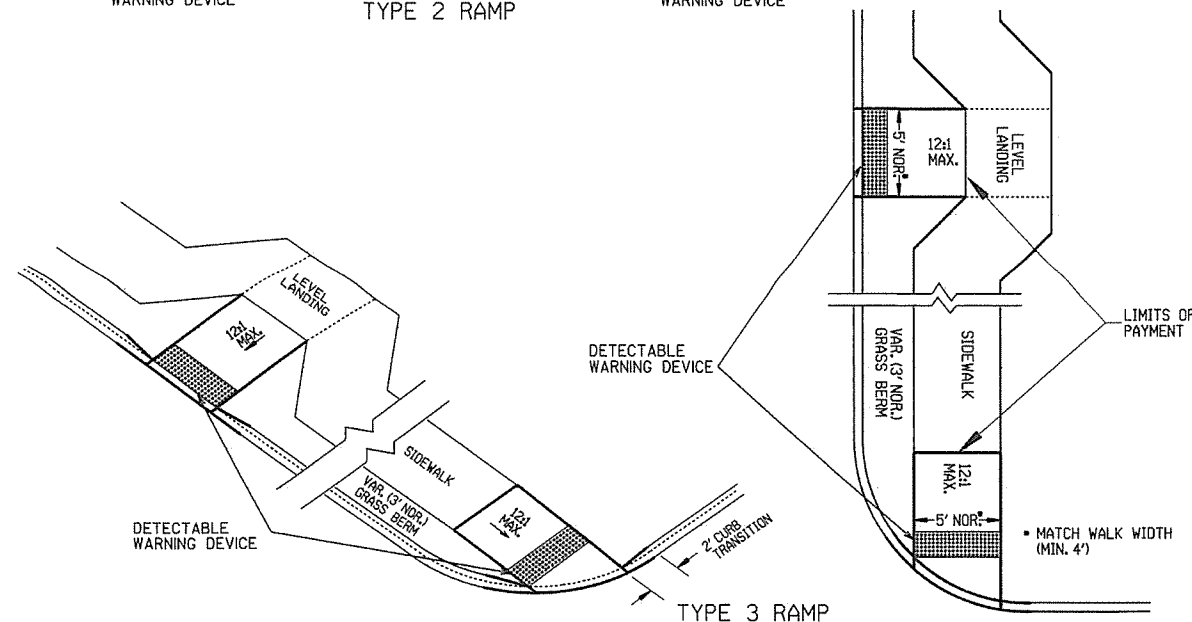 WARNING DEVICE
TYPE 2 RAMP
WARNING DEVICE
LEVEL
LANDING
12:1
MAX.
DETECTABLE
WARNING DEVICE
SIDEWALK
VAR. (3' NOR.)
GRASS BERM
12:1
MAX.
2' CURB
TRANSITION
TYPE 3 RAMP
5' NOR.*
12:1
MAX.
LEVEL
LANDING
DETECTABLE
WARNING DEVICE
LIMITS OF
PAYMENT
VAR. (3' NOR.)
GRASS BERM
SIDEWALK
12:1
MAX.
5' NOR.*
* MATCH WALK WIDTH
(MIN. 4')